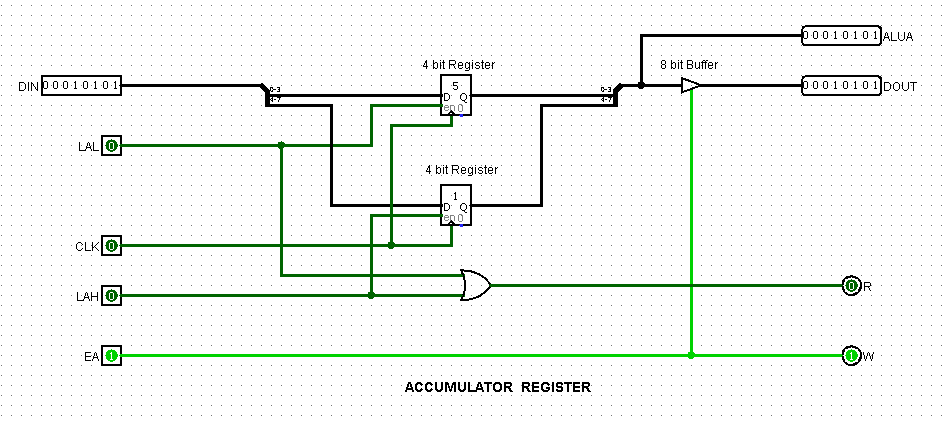 ALUA
00010101
4 bit Register
8 bit Buffer
DIN
00010101
0-3
4-7
5
D Q
en 0
0-3
4-7
00010101
DOUT
LAL
0
4 bit Register
1
D Q
en 0
CLK
0
LAH
0
0
R
EA
1
1
W
ACCUMULATOR REGISTER